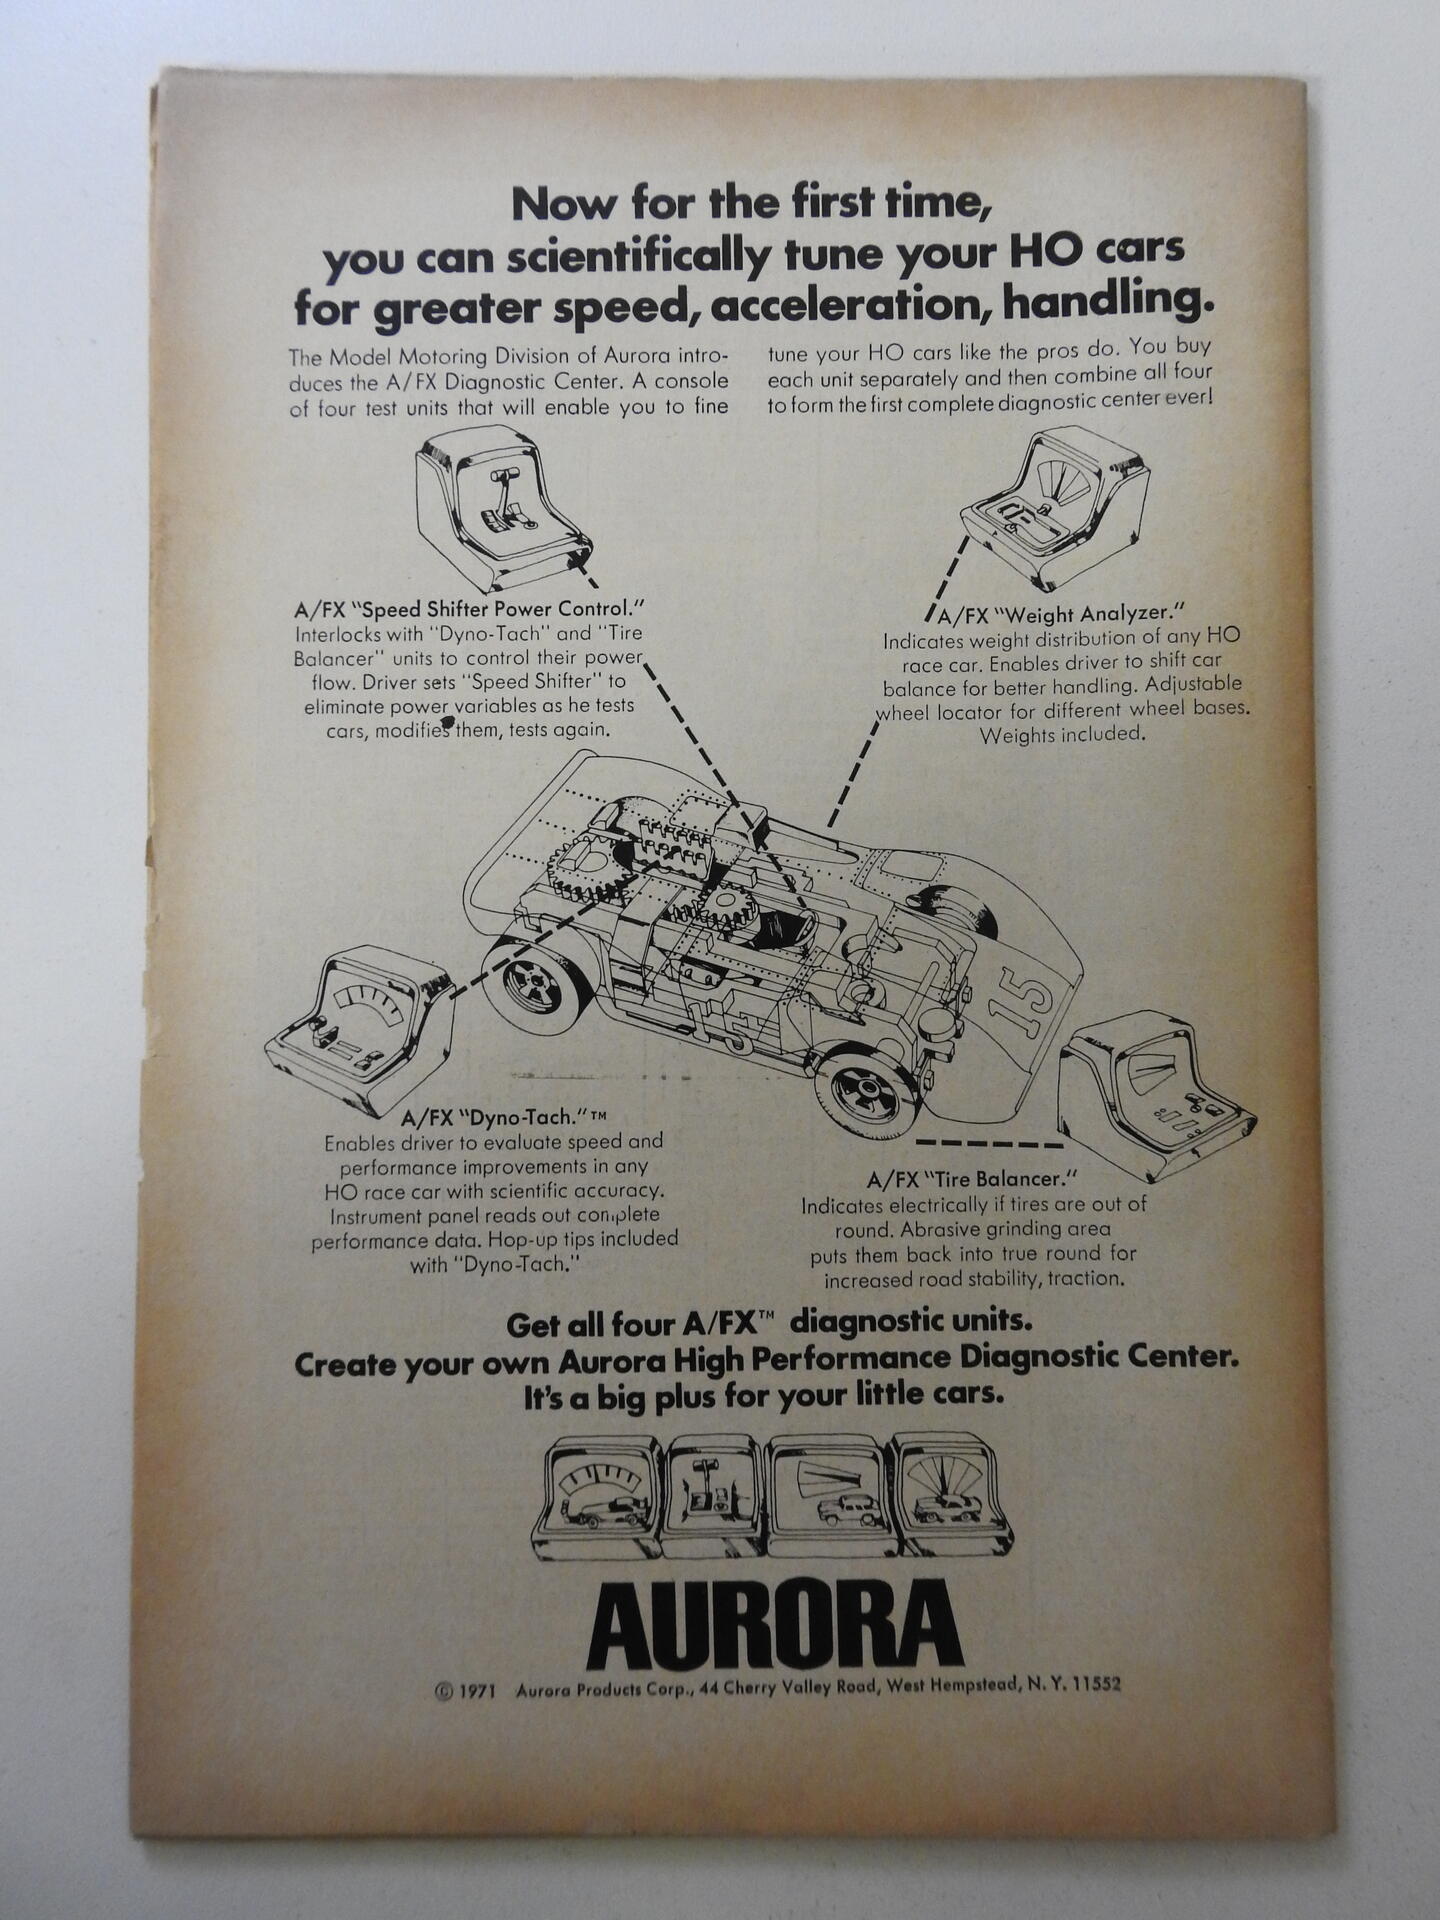 Now for the first time,
you can scientifically tune your HO cars
for greater speed, acceleration, handling.
The Model Motoring Division of Aurora intro-
duces the A/FX Diagnostic Center. A console
of four test units that will enable you to fine
tune your HO cars like the pros do. You buy
each unit separately and then combine all four
to form the first complete diagnostic center ever!
A/FX "Speed Shifter Power Control."
Interlocks with "Dyno-Tach" and "Tire
Balancer" units to control their power
flow. Driver sets "Speed Shifter" to
eliminate power variables as he tests
cars, modifies them, tests again.
A/FX "Weight Analyzer."
Indicates weight distribution of any HO
race car. Enables driver to shift car
balance for better handling. Adjustable
wheel locator for different wheel bases.
Weights included.
15
15
A/FX "Dyno-Tach."™
Enables driver to evaluate speed and
performance improvements in any
HO race car with scientific accuracy.
Instrument panel reads out complete
performance data. Hop-up tips included
with "Dyno-Tach."
A/FX "Tire Balancer."
Indicates electrically if tires are out of
round. Abrasive grinding area
puts them back into true round for
increased road stability, traction.
Get all four A/FX™ diagnostic units.
Create your own Aurora High Performance Diagnostic Center.
It's a big plus for your little cars.
AURORA
© 1971 Aurora Products Corp., 44 Cherry Valley Road, West Hempstead, N. Y. 11552